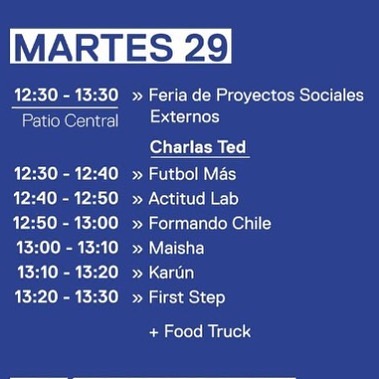 MARTES 29
12:30 - 13:30 » Feria de Proyectos Sociales
Patio Central Externos
Charlas Ted
12:30 - 12:40 » Futbol Más
12:40 - 12:50 » Actitud Lab
12:50 - 13:00 » Formando Chile
13:00 - 13:10 » Maisha
13:10 - 13:20 » Karün
13:20 - 13:30 » First Step
+ Food Truck